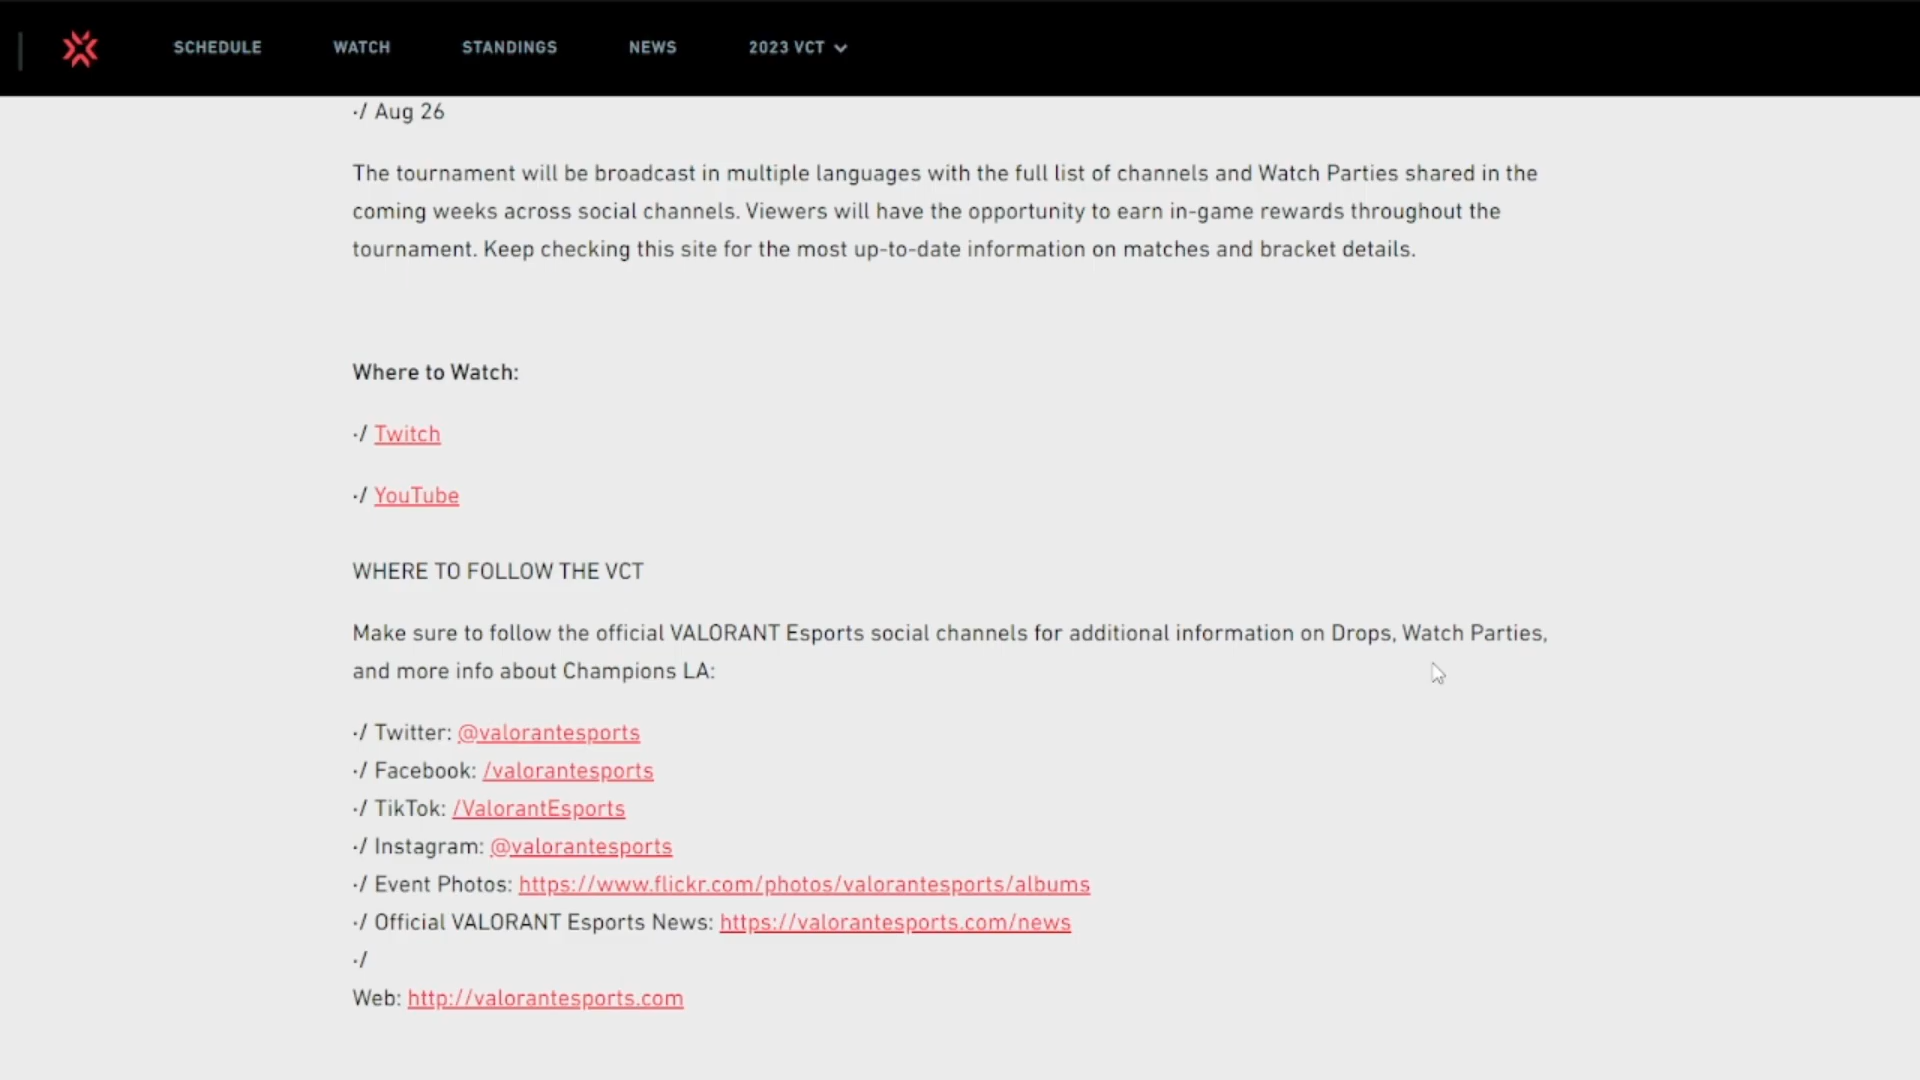 SCHEDULE WATCH STANDINGS NEWS 2023 VCT
·/ Aug 26
The tournament will be broadcast in multiple languages with the full list of channels and Watch Parties shared in the
coming weeks across social channels. Viewers will have the opportunity to earn in-game rewards throughout the
tournament. Keep checking this site for the most up-to-date information on matches and bracket details.
Where to Watch:
·/ Twitch
·/ YouTube
WHERE TO FOLLOW THE VCT
Make sure to follow the official VALORANT Esports social channels for additional information on Drops, Watch Parties,
and more info about Champions LA:
·/ Twitter: @valorantesports
·/ Facebook: /valorantesports
·/ TikTok: /ValorantEsports
·/ Instagram: @valorantesports
·/ Event Photos: https://www.flickr.com/photos/valorantesports/albums
·/ Official VALORANT Esports News: https://valorantesports.com/news
·/
Web: http://valorantesports.com